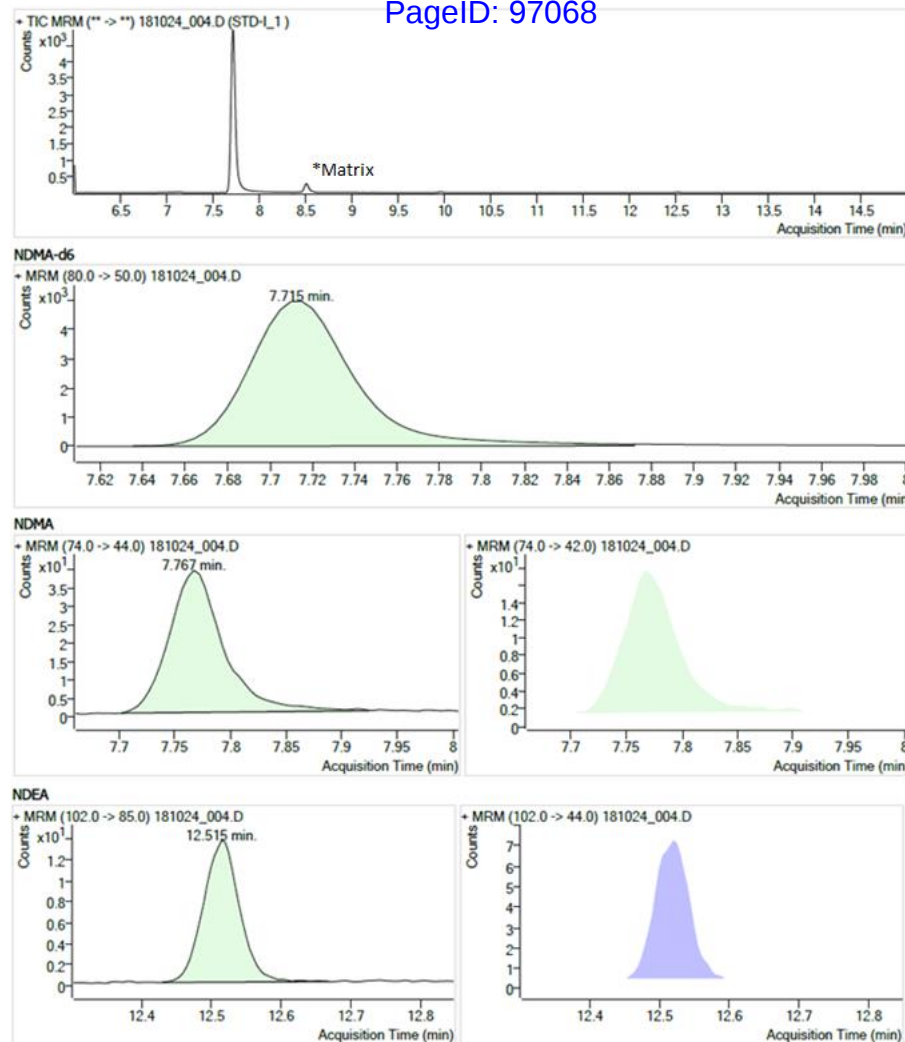 PageID: 97068
+ TIC MRM (** -> **) 181024_004.D (STD-I_1 )
Counts
x10³
4
3.5
3
2.5
2
1.5
1
0.5
*Matrix
6.5 7 7.5 8 8.5 9 9.5 10 10.5 11 11.5 12 12.5 13 13.5 14 14.5
Acquisition Time (min)
NDMA-d6
+ MRM (80.0 -> 50.0) 181024_004.D
Counts
x10³
7.715 min.
4
3
2
1
0
7.62 7.64 7.66 7.68 7.7 7.72 7.74 7.76 7.78 7.8 7.82 7.84 7.86 7.88 7.9 7.92 7.94 7.96 7.98
Acquisition Time (min
NDMA
+ MRM (74.0 -> 44.0) 181024_004.D
Counts
x10¹
7.767 min.
3.5
3
2.5
2
1.5
1
0.5
0
7.7 7.75 7.8 7.85 7.9 7.95 8
Acquisition Time (min)
+ MRM (74.0 -> 42.0) 181024_004.D
Counts
x10¹
1.4
1.2
1
0.8
0.6
0.4
0.2
0
7.7 7.75 7.8 7.85 7.9 7.95 8
Acquisition Time (min
NDEA
+ MRM (102.0 -> 85.0) 181024_004.D
Counts
x10¹
12.515 min.
1.2
1
0.8
0.6
0.4
0.2
0
12.4 12.5 12.6 12.7 12.8
Acquisition Time (min)
+ MRM (102.0 -> 44.0) 181024_004.D
Counts
7
6
5
4
3
2
1
0
12.4 12.5 12.6 12.7 12.8
Acquisition Time (min)